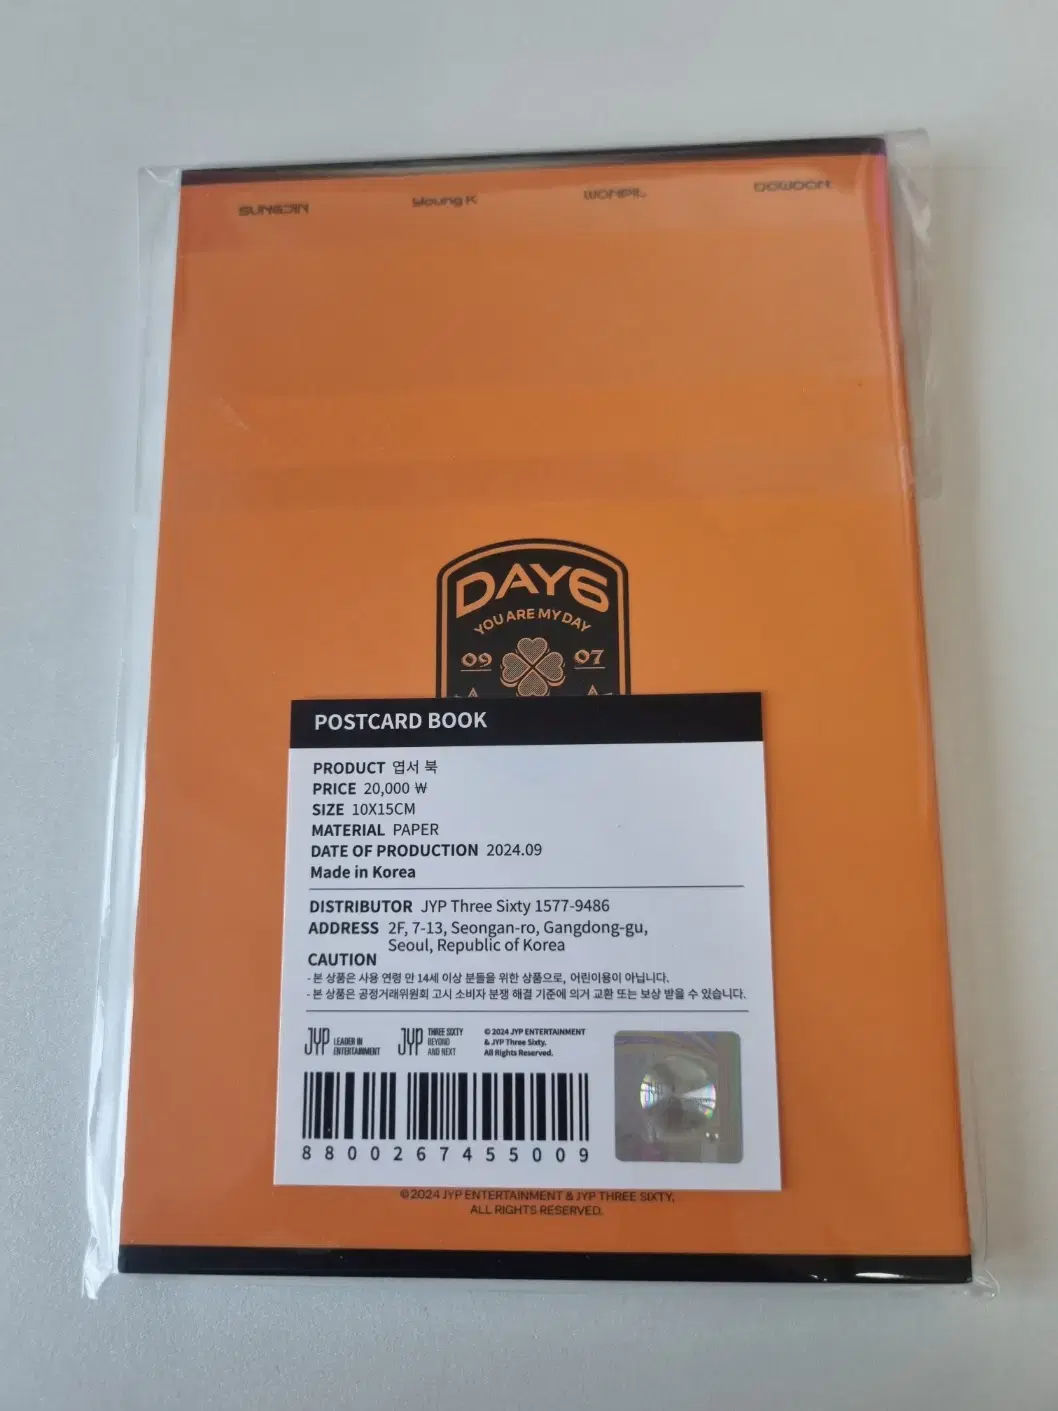 SUNGJIN Young K WONPIL DOWOON
DAY6
YOU ARE MY DAY
09 07
POSTCARD BOOK
PRODUCT 엽서 북
PRICE 20,000 ₩
SIZE 10X15CM
MATERIAL PAPER
DATE OF PRODUCTION 2024.09
Made in Korea
DISTRIBUTOR JYP Three Sixty 1577-9486
ADDRESS 2F, 7-13, Seongan-ro, Gangdong-gu,
Seoul, Republic of Korea
CAUTION
- 본 상품은 사용 연령 만 14세 이상 분들을 위한 상품으로, 어린이용이 아닙니다.
- 본 상품은 공정거래위원회 고시 소비자 분쟁 해결 기준에 의거 교환 또는 보상 받을 수 있습니다.
JYP LEADER IN
ENTERTAINMENT
JYP THREE SIXTY
BEYOND
AND NEXT
© 2024 JYP ENTERTAINMENT
& JYP Three Sixty.
All Rights Reserved.
8800267455009
©2024 JYP ENTERTAINMENT & JYP THREE SIXTY.
ALL RIGHTS RESERVED.